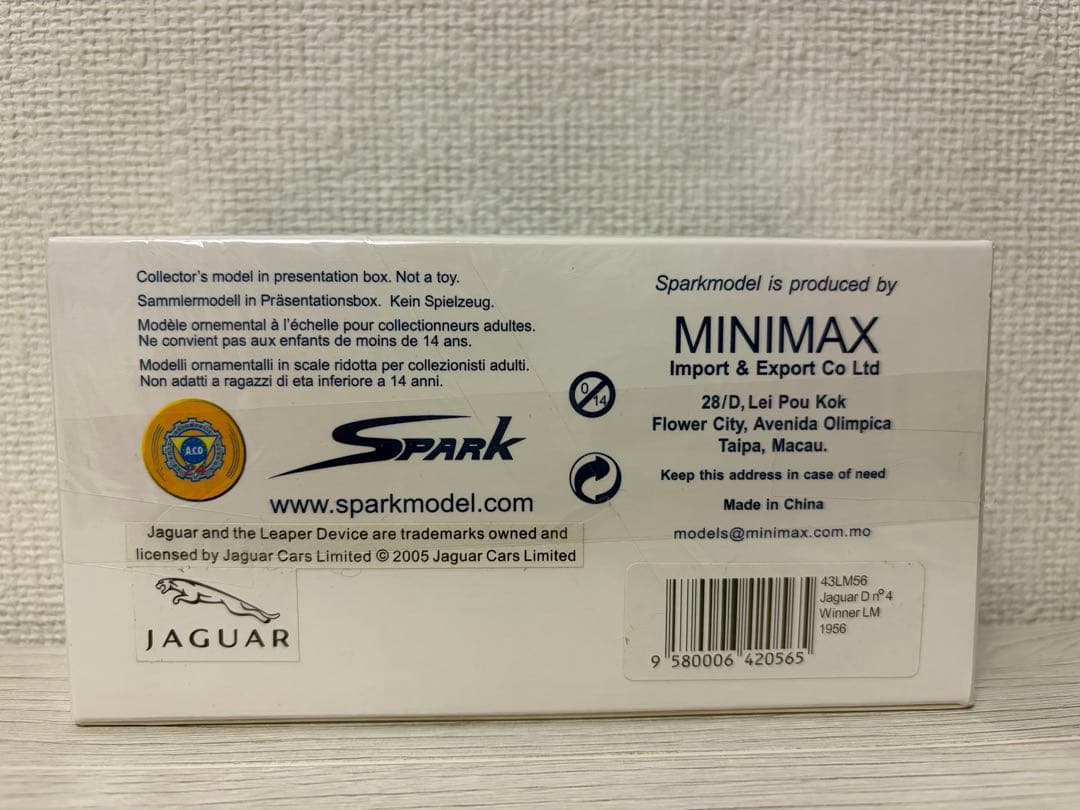 Collector's model in presentation box. Not a toy.
Sammlermodell in Präsentationsbox. Kein Spielzeug.
Modèle ornemental à l'échelle pour collectionneurs adultes.
Ne convient pas aux enfants de moins de 14 ans.
Modelli ornamentalli in scale ridotta per collezionisti adulti.
Non adatti a ragazzi di eta inferiore a 14 anni.
0
14
A.C.O
24
SPARK
www.sparkmodel.com
Jaguar and the Leaper Device are trademarks owned and
licensed by Jaguar Cars Limited © 2005 Jaguar Cars Limited
JAGUAR
Sparkmodel is produced by
MINIMAX
Import & Export Co Ltd
28/D, Lei Pou Kok
Flower City, Avenida Olimpica
Taipa, Macau.
Keep this address in case of need
Made in China
models@minimax.com.mo
43LM56
Jaguar D nº4
Winner LM
1956
9 580006 420565